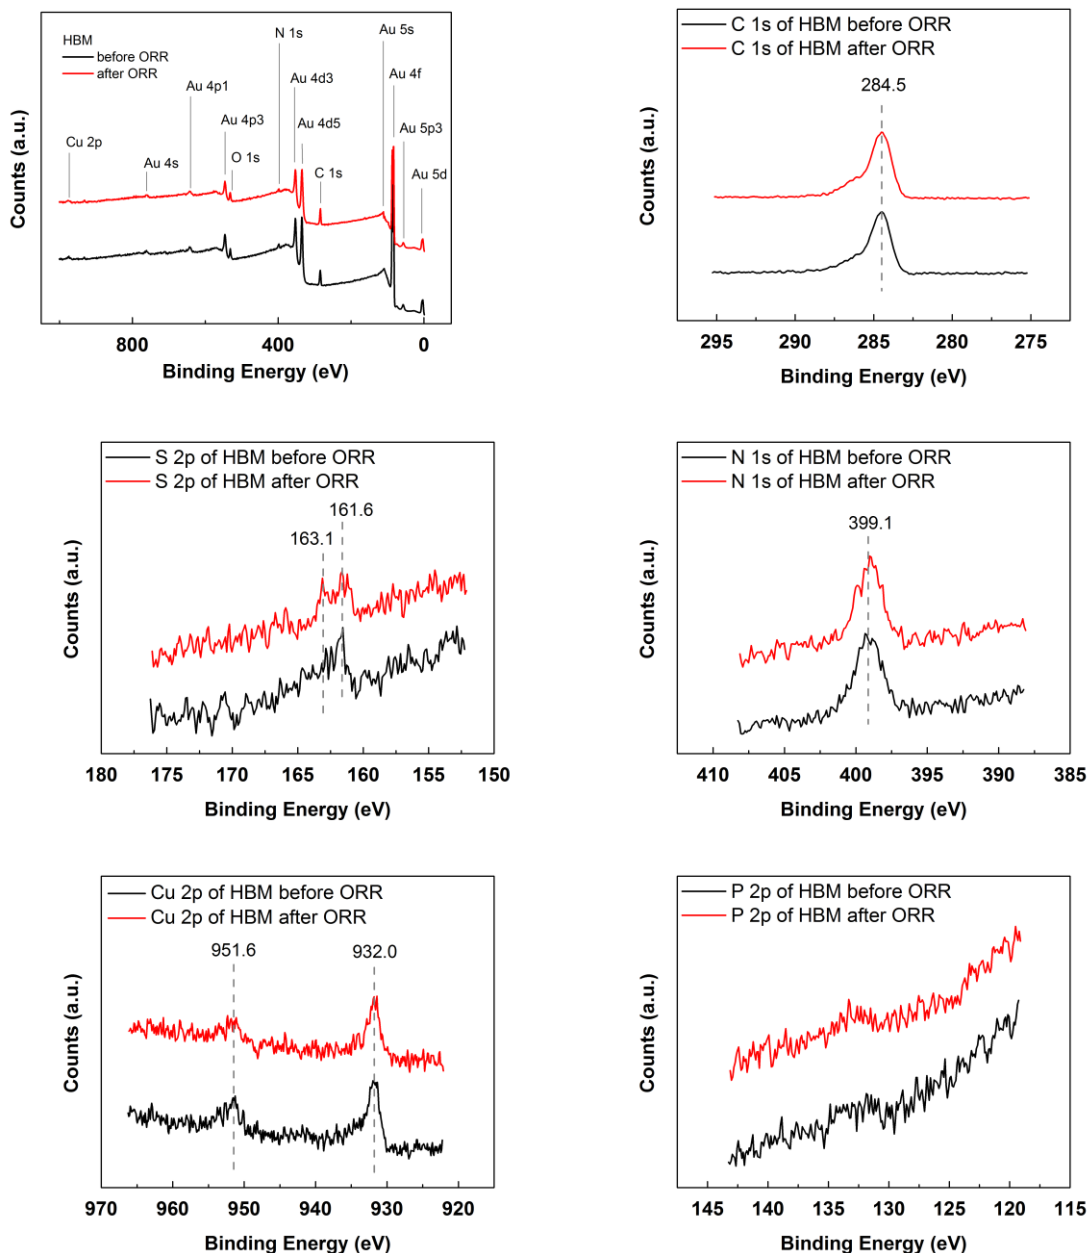 HBM
before ORR
after ORR
Cu 2p
Au 4s
Au 4p1
Au 4p3
O 1s
N 1s
Au 4d3
Au 4d5
C 1s
Au 5s
Au 4f
Au 5p3
Au 5d
Counts (a.u.)
800 400 0
Binding Energy (eV)
C 1s of HBM before ORR
C 1s of HBM after ORR
284.5
Counts (a.u.)
295 290 285 280 275
Binding Energy (eV)
S 2p of HBM before ORR
S 2p of HBM after ORR
161.6
163.1
Counts (a.u.)
180 175 170 165 160 155 150
Binding Energy (eV)
N 1s of HBM before ORR
N 1s of HBM after ORR
399.1
Counts (a.u.)
410 405 400 395 390 385
Binding Energy (eV)
Cu 2p of HBM before ORR
Cu 2p of HBM after ORR
951.6 932.0
Counts (a.u.)
970 960 950 940 930 920
Binding Energy (eV)
P 2p of HBM before ORR
P 2p of HBM after ORR
Counts (a.u.)
145 140 135 130 125 120 115
Binding Energy (eV)